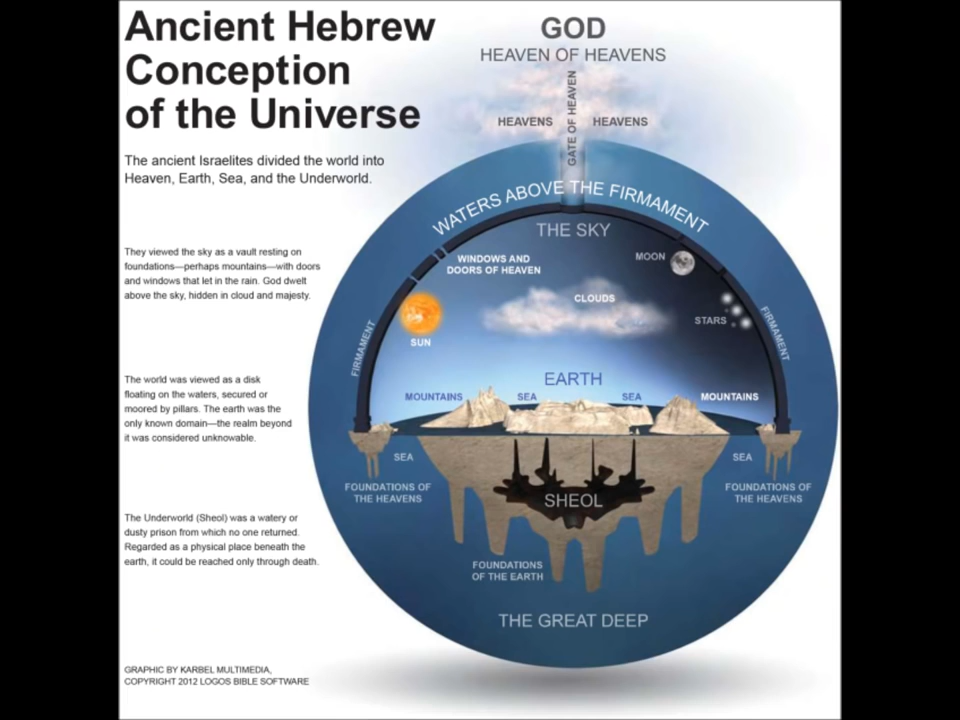 Ancient Hebrew
Conception
of the Universe
The ancient Israelites divided the world into
Heaven, Earth, Sea, and the Underworld.
They viewed the sky as a vault resting on
foundations—perhaps mountains—with doors
and windows that let in the rain. God dwelt
above the sky, hidden in cloud and majesty.
The world was viewed as a disk
floating on the waters, secured or
moored by pillars. The earth was the
only known domain—the realm beyond
it was considered unknowable.
The Underworld (Sheol) was a watery or
dusty prison from which no one returned.
Regarded as a physical place beneath the
earth, it could be reached only through death.
GRAPHIC BY KARBEL MULTIMEDIA,
COPYRIGHT 2012 LOGOS BIBLE SOFTWARE
GOD
HEAVEN OF HEAVENS
GATE OF HEAVEN
HEAVENS
HEAVENS
WATERS ABOVE THE FIRMAMENT
THE SKY
WINDOWS AND
DOORS OF HEAVEN
MOON
CLOUDS
STARS
SUN
FIRMAMENT
FIRMAMENT
EARTH
MOUNTAINS
SEA
SEA
MOUNTAINS
SEA
SEA
FOUNDATIONS OF
THE HEAVENS
FOUNDATIONS OF
THE HEAVENS
SHEOL
FOUNDATIONS
OF THE EARTH
THE GREAT DEEP